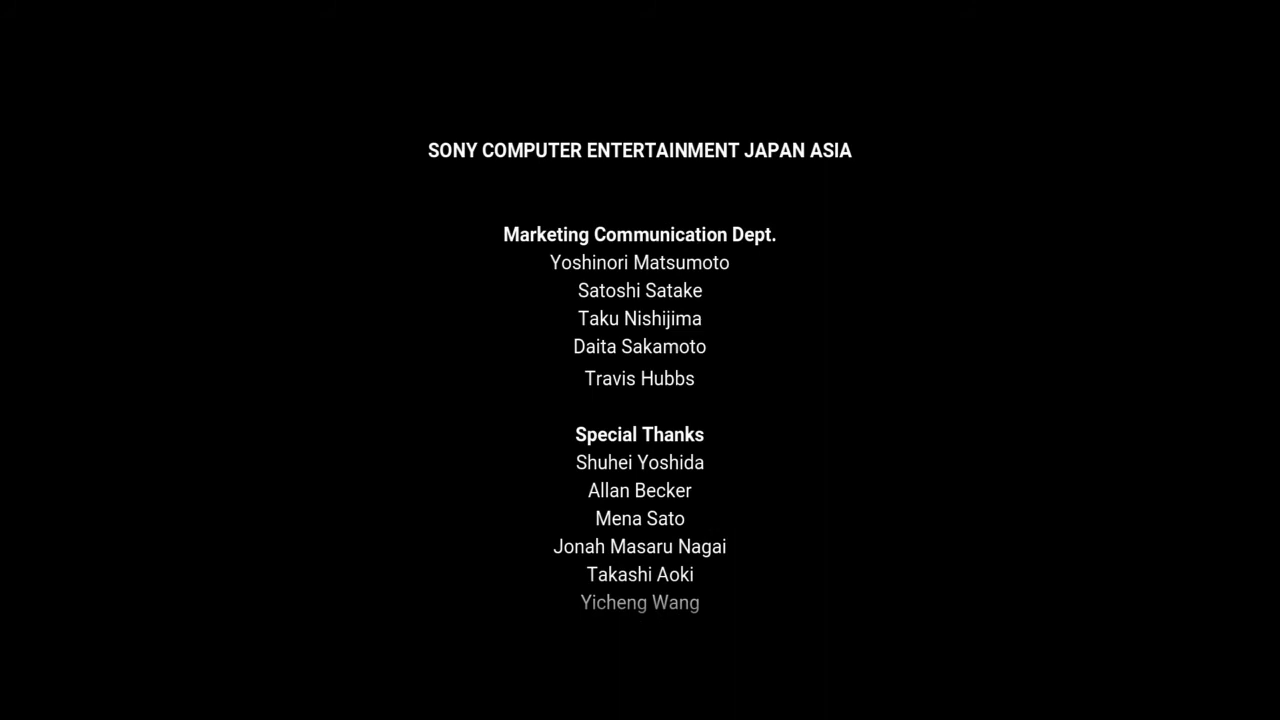 SONY COMPUTER ENTERTAINMENT JAPAN ASIA
Marketing Communication Dept.
Yoshinori Matsumoto
Satoshi Satake
Taku Nishijima
Daita Sakamoto
Travis Hubbs
Special Thanks
Shuhei Yoshida
Allan Becker
Mena Sato
Jonah Masaru Nagai
Takashi Aoki
Yicheng Wang